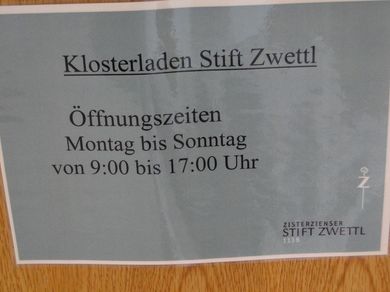 Klosterladen Stift Zwettl
Öffnungszeiten
Montag bis Sonntag
von 9:00 bis 17:00 Uhr
Z
ZISTERZIENSER
STIFT ZWETTL
1138